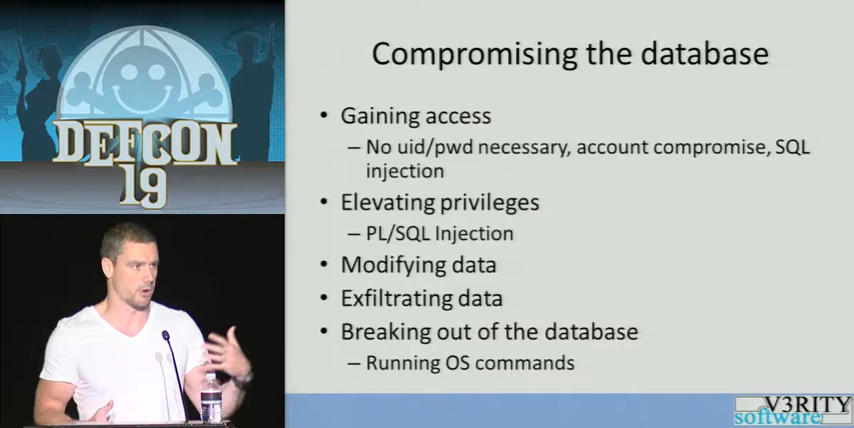 DEFCON
19
Compromising the database
• Gaining access
– No uid/pwd necessary, account compromise, SQL
injection
• Elevating privileges
– PL/SQL Injection
• Modifying data
• Exfiltrating data
• Breaking out of the database
– Running OS commands
V3RITY
software